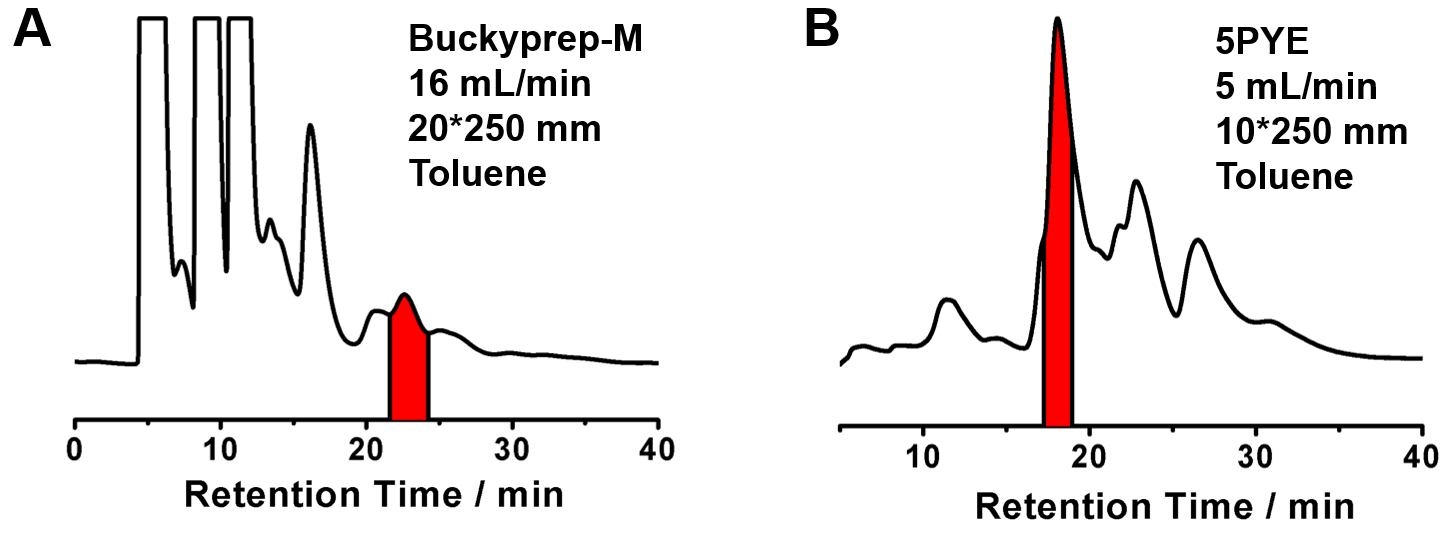 A
Buckyprep-M
16 mL/min
20*250 mm
Toluene
0 10 20 30 40
Retention Time / min
B
5PYE
5 mL/min
10*250 mm
Toluene
10 20 30 40
Retention Time / min